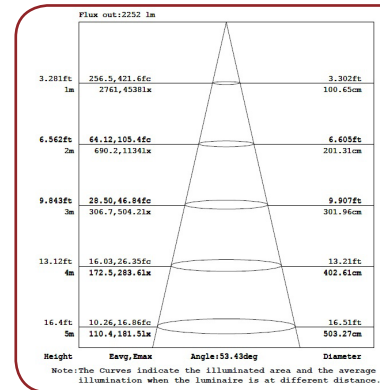 Flux out:2252 lm
3.281ft 256.5,421.6fc 3.302ft
1m 2761,4538lx 100.65cm
6.562ft 64.12,105.4fc 6.605ft
2m 690.2,1134lx 201.31cm
9.843ft 28.50,46.84fc 9.907ft
3m 306.7,504.2lx 301.96cm
13.12ft 16.03,26.35fc 13.21ft
4m 172.5,283.6lx 402.61cm
16.4ft 10.26,16.86fc 16.51ft
5m 110.4,181.5lx 503.27cm
Height Eavg,Emax Angle:53.43deg Diameter
Note:The Curves indicate the illuminated area and the average
illumination when the luminaire is at different distance.